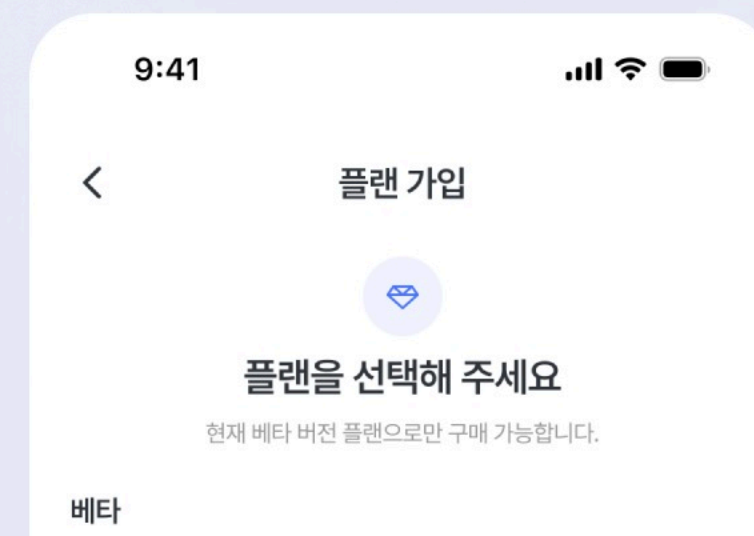 9:41
플랜 가입
플랜을 선택해 주세요
현재 베타 버전 플랜으로만 구매 가능합니다.
베타